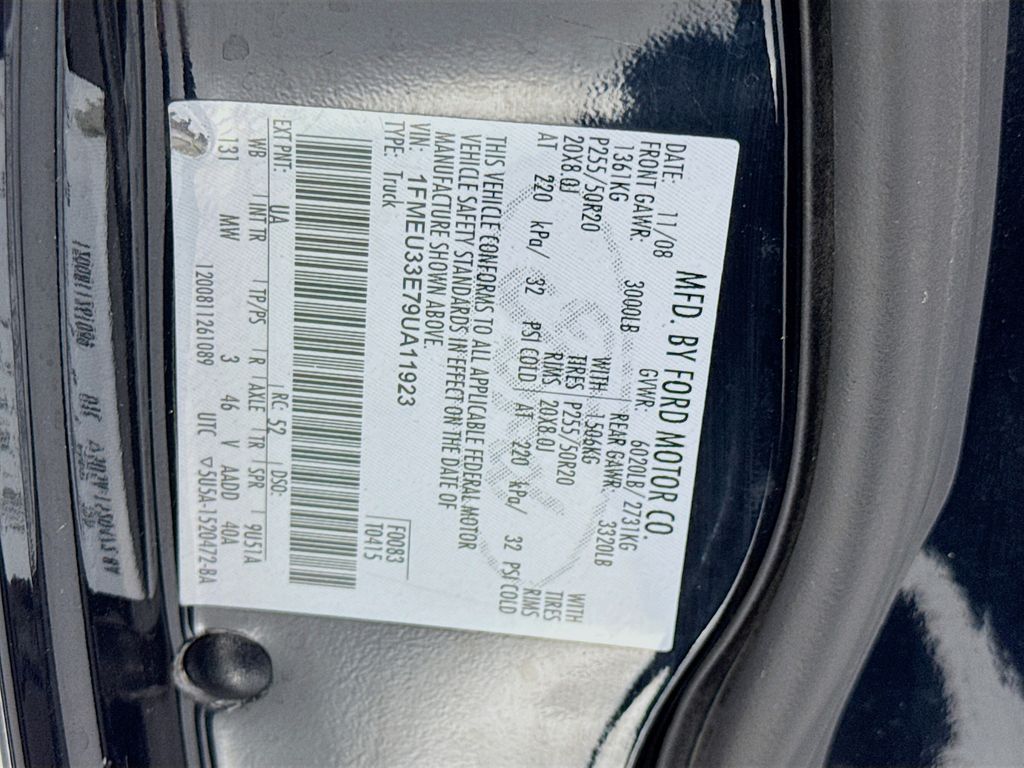 MFD. BY FORD MOTOR CO.
DATE: 11/08 GVWR: 6020LB/2731KG
FRONT GAWR: 3000LB REAR GAWR: 3320LB
1361KG WITH 1506KG WITH
P255/50R20 TIRES P255/50R20 TIRES
20X8.0J RIMS 20X8.0J RIMS
AT 220 kPa/ 32 PSI COLD AT 220 kPa/ 32 PSI COLD
THIS VEHICLE CONFORMS TO ALL APPLICABLE FEDERAL MOTOR
VEHICLE SAFETY STANDARDS IN EFFECT ON THE DATE OF
MANUFACTURE SHOWN ABOVE.
VIN: 1FMEU33E79UA11923
TYPE: Truck
F0083
T0415
EXT PNT: UA RC: 52 DSO:
WB INT TR TP/PS R AXLE TR SPR 9U51A
131 MW 3 46 V AADD 40A
1200811261089 UTC ▽5U5A-1520472-BA